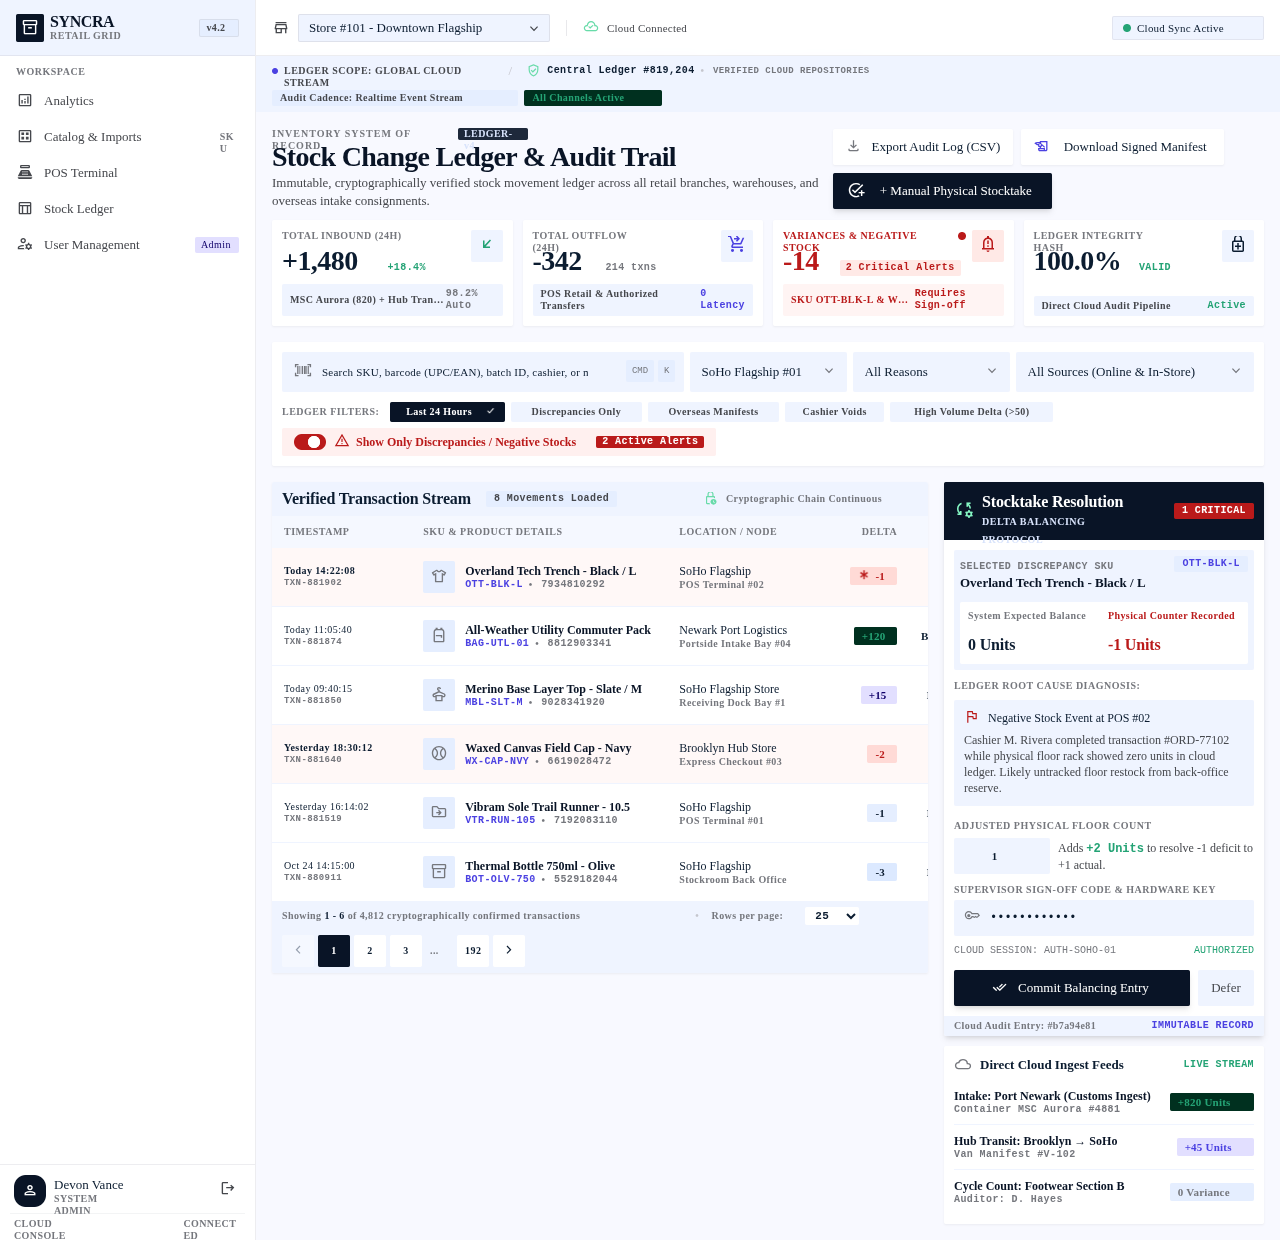 SYNCRA
RETAIL GRID
v4.2
Store #101 - Downtown Flagship
Cloud Connected
Cloud Sync Active
WORKSPACE
Analytics
Catalog & Imports
SK
U
POS Terminal
Stock Ledger
User Management
Admin
LEDGER SCOPE: GLOBAL CLOUD
STREAM
/
Central Ledger #819,204 • VERIFIED CLOUD REPOSITORIES
Audit Cadence: Realtime Event Stream
All Channels Active
INVENTORY SYSTEM OF
RECORD
LEDGER-
Stock Change Ledger & Audit Trail
Immutable, cryptographically verified stock movement ledger across all retail branches, warehouses, and
overseas intake consignments.
Export Audit Log (CSV)
Download Signed Manifest
+ Manual Physical Stocktake
TOTAL INBOUND (24H)
+1,480
+18.4%
MSC Aurora (820) + Hub Tran…
98.2%
Auto
TOTAL OUTFLOW
(24H)
-342
214 txns
POS Retail & Authorized
Transfers
0
Latency
VARIANCES & NEGATIVE
STOCK
-14
2 Critical Alerts
SKU OTT-BLK-L & W…
Requires
Sign-off
LEDGER INTEGRITY
HASH
100.0%
VALID
Direct Cloud Audit Pipeline
Active
Search SKU, barcode (UPC/EAN), batch ID, cashier, or n
CMD
K
SoHo Flagship #01
All Reasons
All Sources (Online & In-Store)
LEDGER FILTERS:
Last 24 Hours
Discrepancies Only
Overseas Manifests
Cashier Voids
High Volume Delta (>50)
Show Only Discrepancies / Negative Stocks
2 Active Alerts
Verified Transaction Stream
8 Movements Loaded
Cryptographic Chain Continuous
TIMESTAMP
SKU & PRODUCT DETAILS
LOCATION / NODE
DELTA
Today 14:22:08
TXN-881902
Overland Tech Trench - Black / L
OTT-BLK-L • 7934810292
SoHo Flagship
POS Terminal #02
-1
Today 11:05:40
TXN-881874
All-Weather Utility Commuter Pack
BAG-UTL-01 • 8812903341
Newark Port Logistics
Portside Intake Bay #04
+120
B
Today 09:40:15
TXN-881850
Merino Base Layer Top - Slate / M
MBL-SLT-M • 9028341920
SoHo Flagship Store
Receiving Dock Bay #1
+15
Yesterday 18:30:12
TXN-881640
Waxed Canvas Field Cap - Navy
WX-CAP-NVY • 6619028472
Brooklyn Hub Store
Express Checkout #03
-2
Yesterday 16:14:02
TXN-881519
Vibram Sole Trail Runner - 10.5
VTR-RUN-105 • 7192083110
SoHo Flagship
POS Terminal #01
-1
Oct 24 14:15:00
TXN-880911
Thermal Bottle 750ml - Olive
BOT-OLV-750 • 5529182044
SoHo Flagship
Stockroom Back Office
-3
Showing 1 - 6 of 4,812 cryptographically confirmed transactions
•
Rows per page:
25
1
2
3
...
192
Stocktake Resolution
DELTA BALANCING
PROTOCOL
1 CRITICAL
SELECTED DISCREPANCY SKU
OTT-BLK-L
Overland Tech Trench - Black / L
System Expected Balance
0 Units
Physical Counter Recorded
-1 Units
LEDGER ROOT CAUSE DIAGNOSIS:
Negative Stock Event at POS #02
Cashier M. Rivera completed transaction #ORD-77102
while physical floor rack showed zero units in cloud
ledger. Likely untracked floor restock from back-office
reserve.
ADJUSTED PHYSICAL FLOOR COUNT
1
Adds +2 Units to resolve -1 deficit to
+1 actual.
SUPERVISOR SIGN-OFF CODE & HARDWARE KEY
••••••••••••
CLOUD SESSION: AUTH-SOHO-01
AUTHORIZED
Commit Balancing Entry
Defer
Cloud Audit Entry: #b7a94e81
IMMUTABLE RECORD
Direct Cloud Ingest Feeds
LIVE STREAM
Intake: Port Newark (Customs Ingest)
Container MSC Aurora #4881
+820 Units
Hub Transit: Brooklyn → SoHo
Van Manifest #V-102
+45 Units
Cycle Count: Footwear Section B
Auditor: D. Hayes
0 Variance
Devon Vance
SYSTEM
ADMIN
CLOUD
CONSOLE
CONNECT
ED